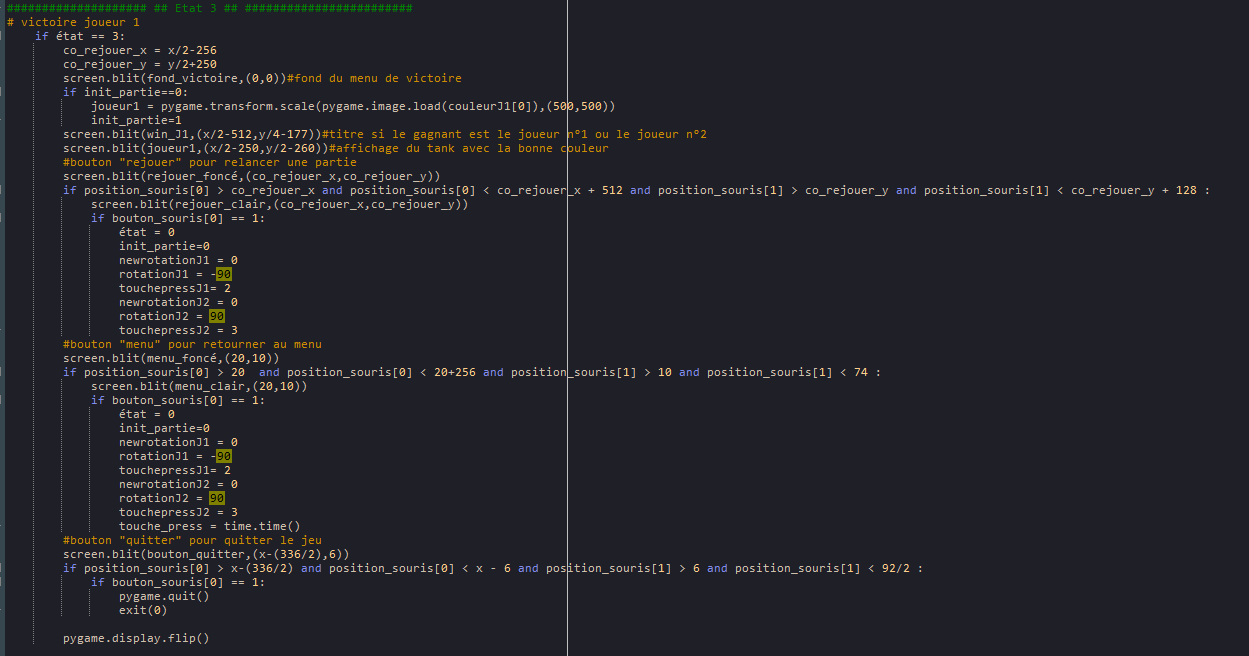 #################### ## Etat 3 ## ########################
# victoire joueur 1
    if état == 3:
        co_rejouer_x = x/2-256
        co_rejouer_y = y/2+250
        screen.blit(fond_victoire,(0,0))#fond du menu de victoire
        if init_partie==0:
            joueur1 = pygame.transform.scale(pygame.image.load(couleurJ1[0]),(500,500))
            init_partie=1
        screen.blit(win_J1,(x/2-512,y/4-177))#titre si le gagnant est le joueur n°1 ou le joueur n°2
        screen.blit(joueur1,(x/2-250,y/2-260))#affichage du tank avec la bonne couleur
        #bouton "rejouer" pour relancer une partie
        screen.blit(rejouer_foncé,(co_rejouer_x,co_rejouer_y))
        if position_souris[0] > co_rejouer_x and position_souris[0] < co_rejouer_x + 512 and position_souris[1] > co_rejouer_y and position_souris[1] < co_rejouer_y + 128 :
            screen.blit(rejouer_clair,(co_rejouer_x,co_rejouer_y))
            if bouton_souris[0] == 1:
                état = 0
                init_partie=0
                newrotationJ1 = 0
                rotationJ1 = -90
                touchepressJ1= 2
                newrotationJ2 = 0
                rotationJ2 = 90
                touchepressJ2 = 3
        #bouton "menu" pour retourner au menu
        screen.blit(menu_foncé,(20,10))
        if position_souris[0] > 20  and position_souris[0] < 20+256 and position_souris[1] > 10 and position_souris[1] < 74 :
            screen.blit(menu_clair,(20,10))
            if bouton_souris[0] == 1:
                état = 0
                init_partie=0
                newrotationJ1 = 0
                rotationJ1 = -90
                touchepressJ1= 2
                newrotationJ2 = 0
                rotationJ2 = 90
                touchepressJ2 = 3
                touche_press = time.time()
        #bouton "quitter" pour quitter le jeu
        screen.blit(bouton_quitter,(x-(336/2),6))
        if position_souris[0] > x-(336/2) and position_souris[0] < x - 6 and position_souris[1] > 6 and position_souris[1] < 92/2 :
            if bouton_souris[0] == 1:
                pygame.quit()
                exit(0)
        pygame.display.flip()